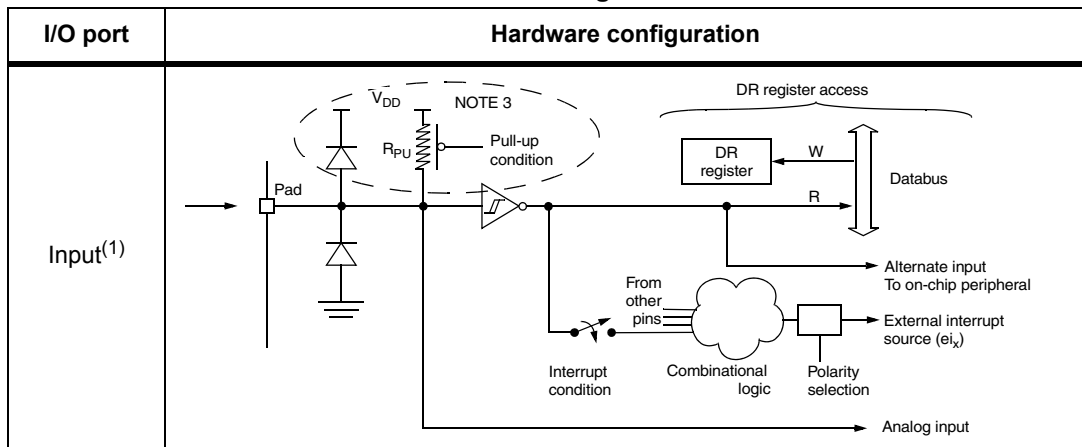 I/O port
Hardware configuration
Input(1)
VDD
NOTE 3
RPU
Pull-up
condition
Pad
DR register access
DR
register
W
R
Databus
Alternate input
To on-chip peripheral
From
other
pins
External interrupt
source (eix)
Interrupt
condition
Combinational
logic
Polarity
selection
Analog input